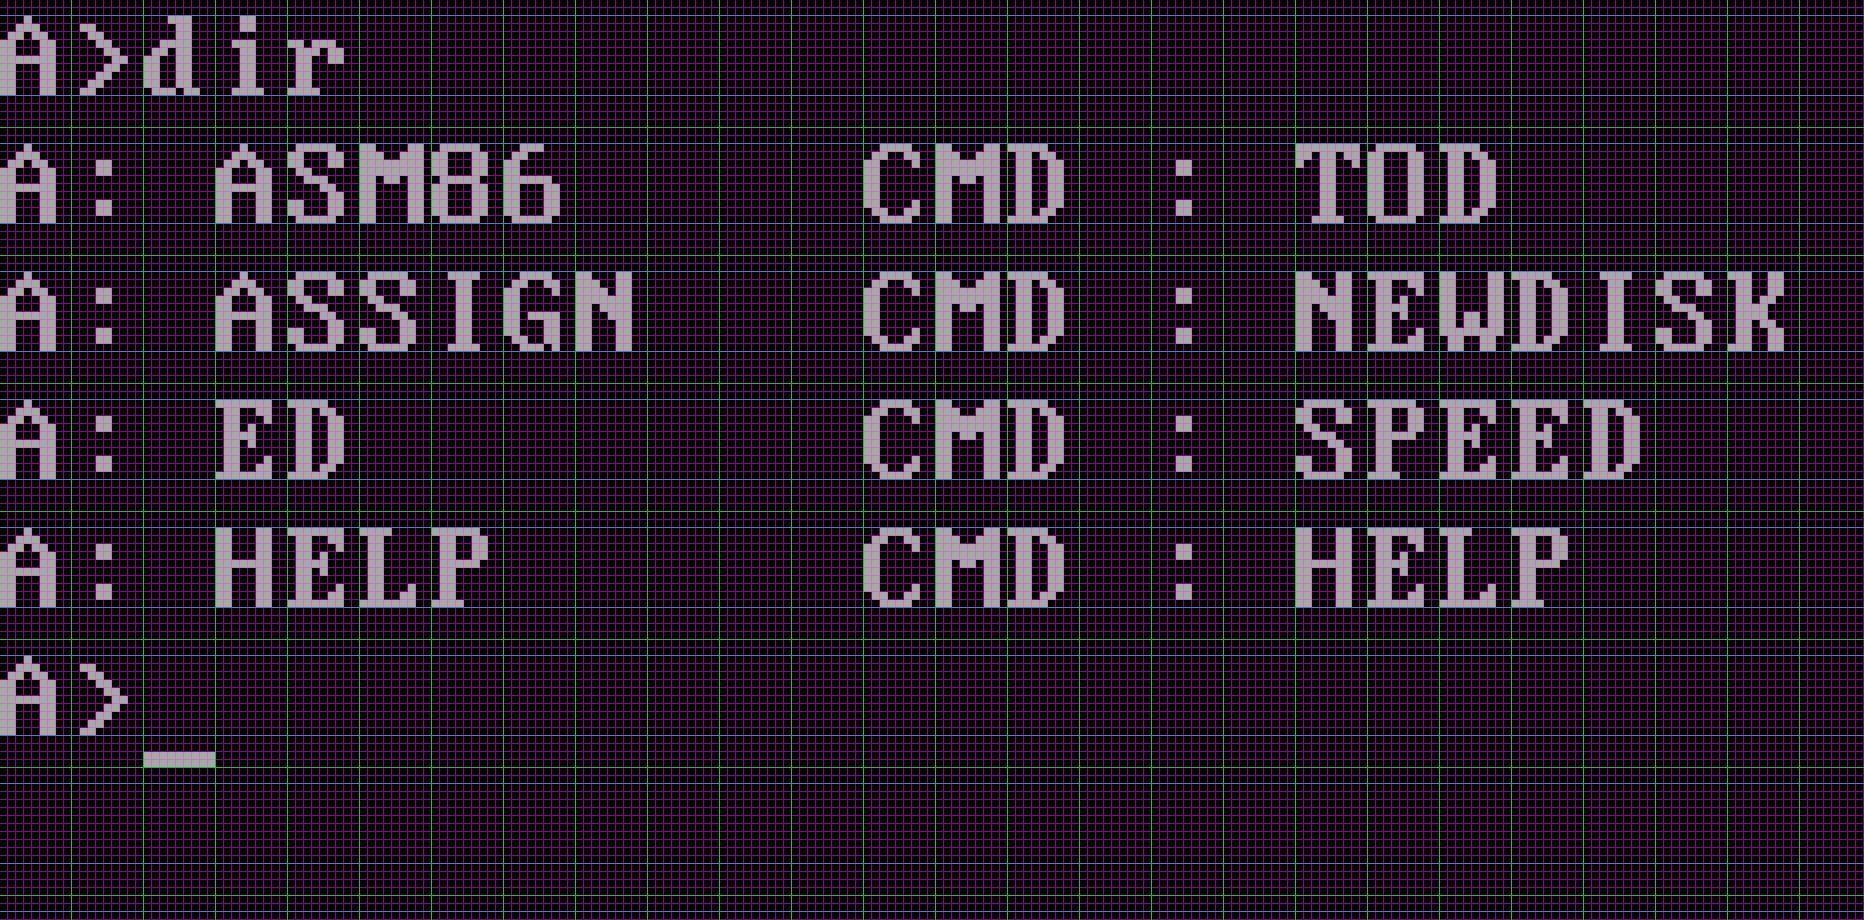 A>dir
A: ASM86    CMD : TOD
A: ASSIGN   CMD : NEWDISK
A: ED       CMD : SPEED
A: HELP     CMD : HELP
A>_